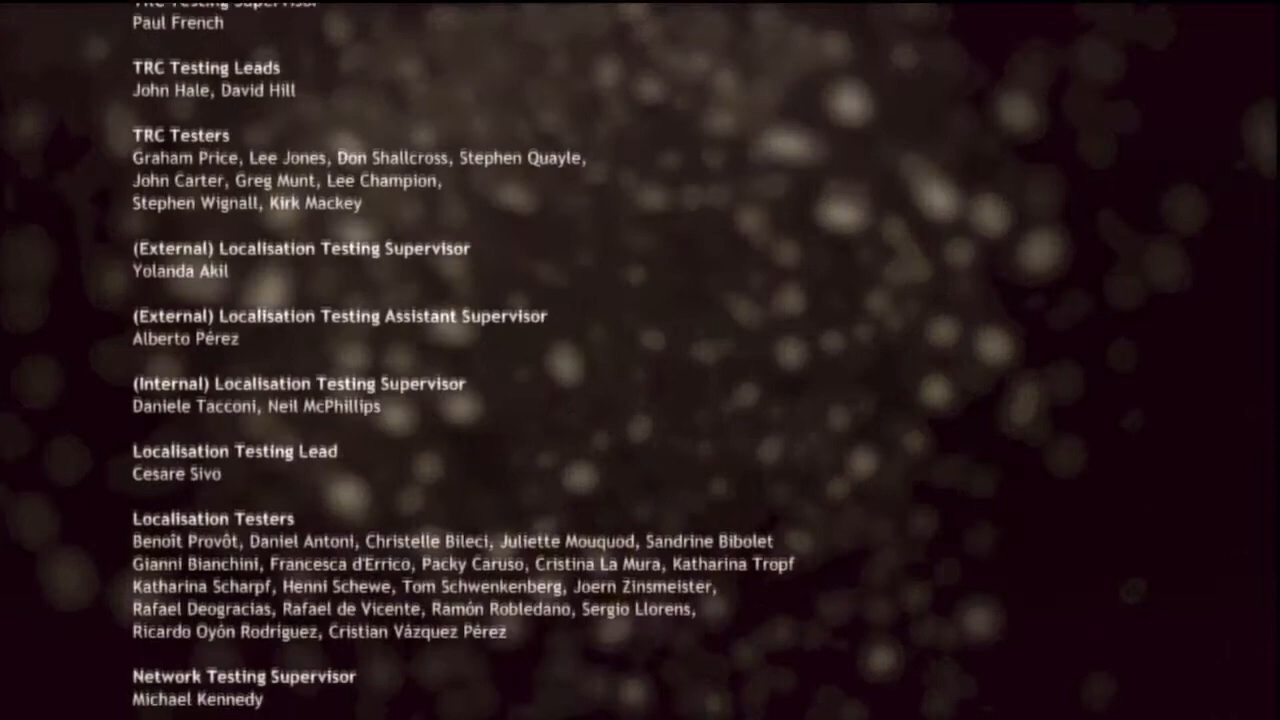 TRC Testing Supervisor
Paul French
TRC Testing Leads
John Hale, David Hill
TRC Testers
Graham Price, Lee Jones, Don Shallcross, Stephen Quayle,
John Carter, Greg Munt, Lee Champion,
Stephen Wignall, Kirk Mackey
(External) Localisation Testing Supervisor
Yolanda Akil
(External) Localisation Testing Assistant Supervisor
Alberto Pérez
(Internal) Localisation Testing Supervisor
Daniele Tacconi, Neil McPhillips
Localisation Testing Lead
Cesare Sivo
Localisation Testers
Benoît Provôt, Daniel Antoni, Christelle Bileci, Juliette Mouquod, Sandrine Bibolet
Gianni Bianchini, Francesca d'Errico, Packy Caruso, Cristina La Mura, Katharina Tropf
Katharina Scharpf, Henni Schewe, Tom Schwenkenberg, Joern Zinsmeister,
Rafael Deogracias, Rafael de Vicente, Ramón Robledano, Sergio Llorens,
Ricardo Oyón Rodriguez, Cristian Vázquez Pérez
Network Testing Supervisor
Michael Kennedy